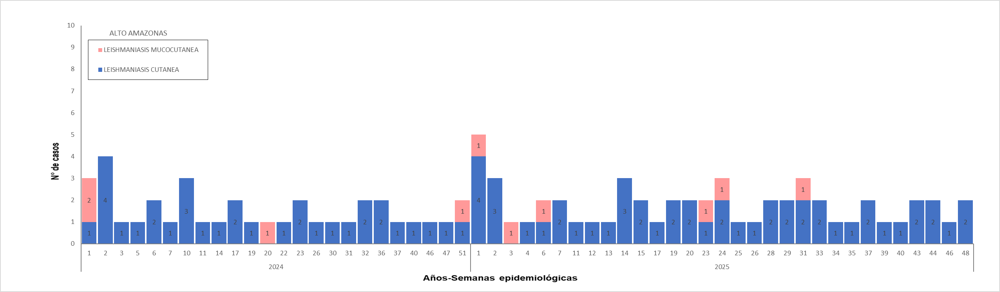 ALTO AMAZONAS
LEISHMANIASIS MUCOCUTANEA
LEISHMANIASIS CUTANEA
N° de casos
10
9
8
7
6
5
4
3
2
1
0
2 1 1 1 1 1 1 1
1 4 1 1 2 1 3 1 1 2 1 1 1 2 1 1 1 2 2 1 1 1 1 1 4 3 1 1 1 2 1 1 1 3 2 1 2 2 1 2 1 1 2 2 2 2 1 1 2 1 1 2 2 1 2
1 2 3 5 6 7 10 11 14 17 19 20 22 23 26 30 31 32 36 37 40 46 47 51 1 2 3 4 6 7 11 12 13 14 15 17 19 20 23 24 25 26 28 29 31 33 34 35 37 39 40 43 44 46 48
2024 2025
Años-Semanas epidemiológicas